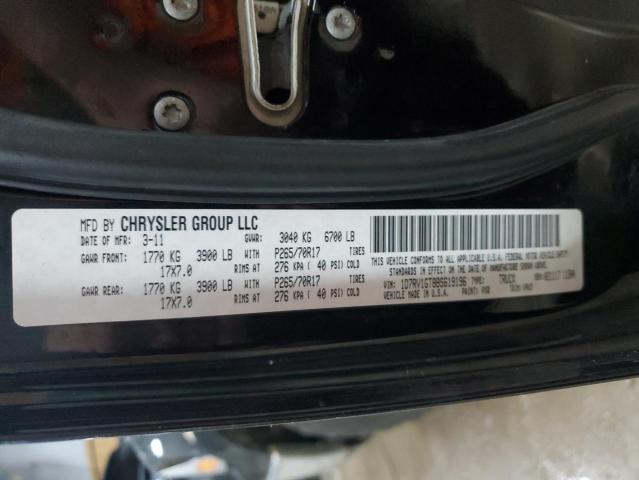 MFD BY CHRYSLER GROUP LLC
DATE OF MFR: 3-11 GVWR: 3040 KG 6700 LB
GAWR FRONT: 1770 KG 3900 LB WITH P265/70R17 TIRES
17X7.0 RIMS AT 276 KPA ( 40 PSI) COLD
GAWR REAR: 1770 KG 3900 LB WITH P265/70R17 TIRES
17X7.0 RIMS AT 276 KPA ( 40 PSI) COLD
THIS VEHICLE CONFORMS TO ALL APPLICABLE U.S.A. FEDERAL MOTOR VEHICLE SAFETY,
STANDARDS IN EFFECT ON THE DATE OF MANUFACTURE SHOWN ABOVE.
VIN: 1D7RV1GT8BS619196 TYPE: TRUCK
MADE IN U.S.A. PAINT: TRIM: